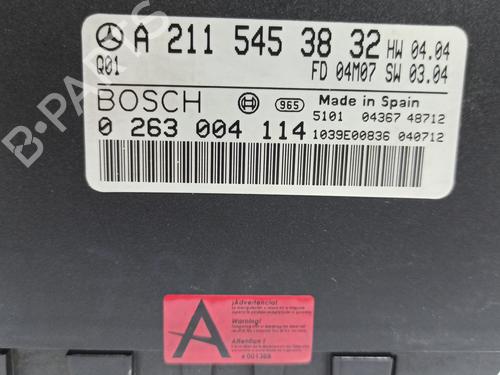 A 211 545 38 32 HW 04.04
Q01 FD 04M07 SW 03.04
BOSCH 965 Made in Spain
5101 04367 48712
0 263 004 114 1039E00836 040712
B-PARTS
A
¡Advertencia!
Warning!
Attention !